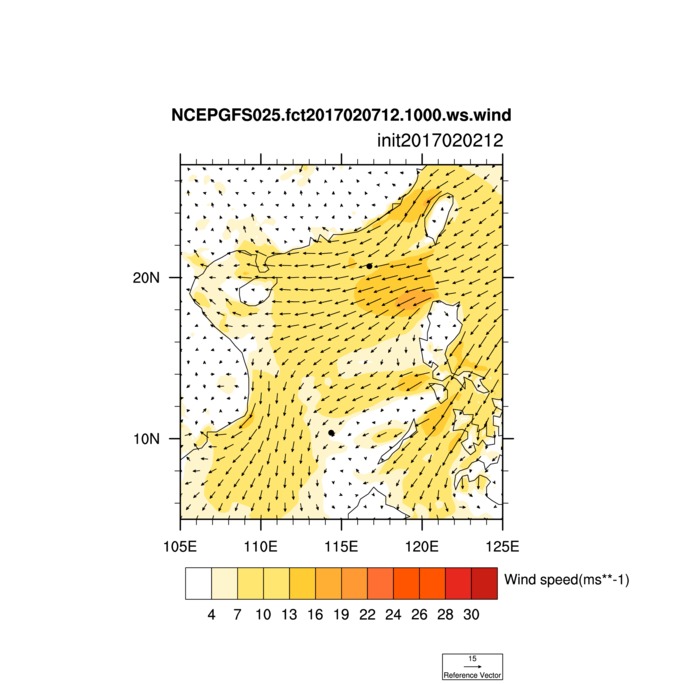 NCEPGFS025.fct2017020712.1000.ws.wind
init2017020212
20N
10N
105E 110E 115E 120E 125E
Wind speed(ms**-1)
4 7 10 13 16 19 22 24 26 28 30
15
Reference Vector